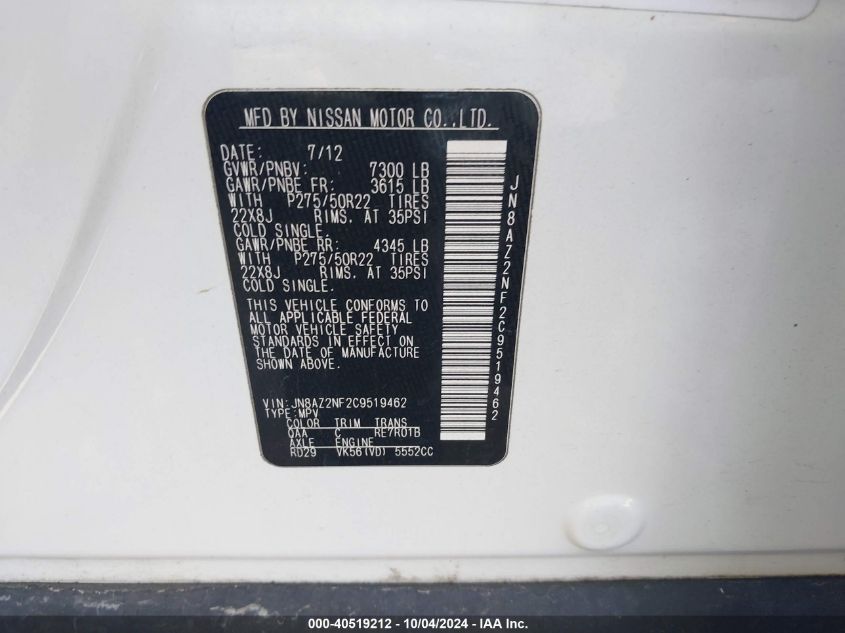 MFD BY NISSAN MOTOR CO.,LTD.
DATE: 7/12
GVWR/PNBV: 7300 LB
GAWR/PNBE FR: 3615 LB
WITH P275/50R22 TIRES
22X8J RIMS. AT 35PSI
COLD SINGLE.
GAWR/PNBE RR: 4345 LB
WITH P275/50R22 TIRES
22X8J RIMS. AT 35PSI
COLD SINGLE.
THIS VEHICLE CONFORMS TO
ALL APPLICABLE FEDERAL
MOTOR VEHICLE SAFETY
STANDARDS IN EFFECT ON
THE DATE OF MANUFACTURE
SHOWN ABOVE.
VIN:JN8AZ2NF2C9519462
TYPE:MPV
COLOR TRIM TRANS
QAA C RE7R01B
AXLE ENGINE
RD29 VK56(VD) 5552CC
JN8AZ2NF2C9519462
000-40519212 - 10/04/2024 - IAA Inc.